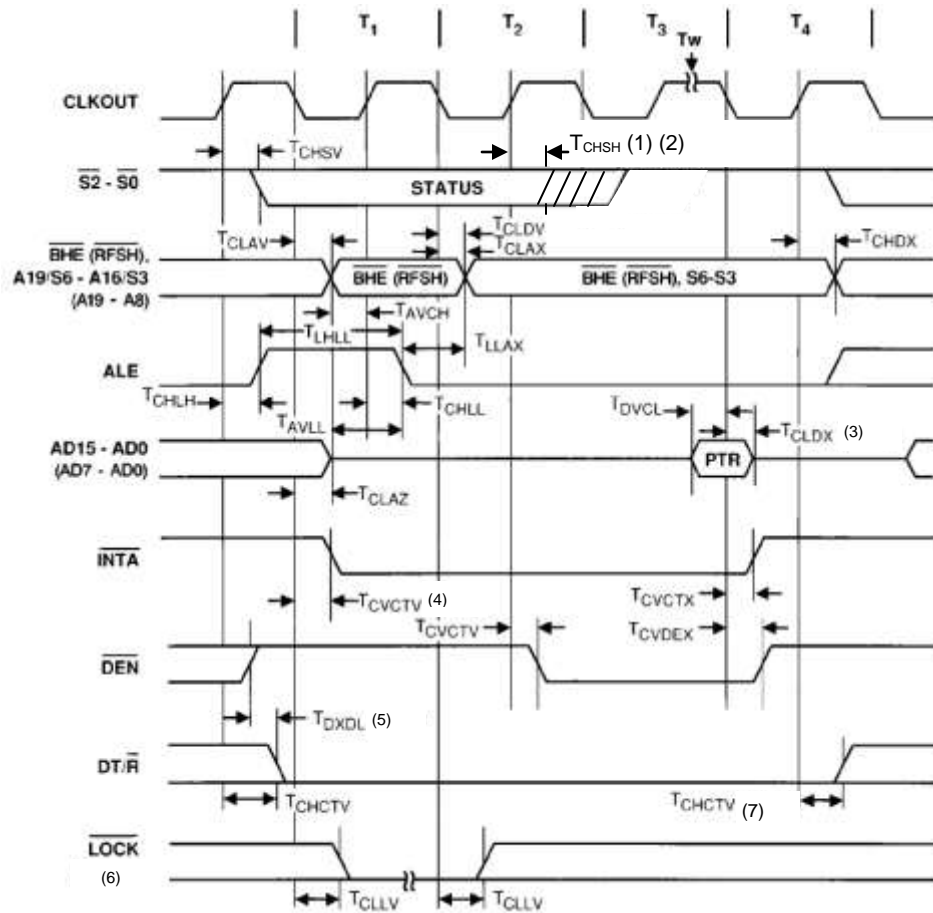 T1 T2 T3 T4
Tw
CLKOUT
TCHSV TCHSH (1) (2)
S2 - S0 STATUS
TCLDV
TCLAV TCLAX TCHDX
BHE (RFSH),
A19/S6 - A16/S3 BHE (RFSH) BHE (RFSH), S6-S3
(A19 - A8)
TAVCH
TLHLL TLLAX
ALE
TCHLH TCHLL TDVCL
TAVLL TCLDX (3)
AD15 - AD0 PTR
(AD7 - AD0)
TCLAZ
INTA
TCVCTV (4) TCVCTX
TCVCTV TCVDEX
DEN
TDXDL (5)
DT/R
TCHCTV TCHCTV (7)
LOCK
(6)
TCLLV TCLLV